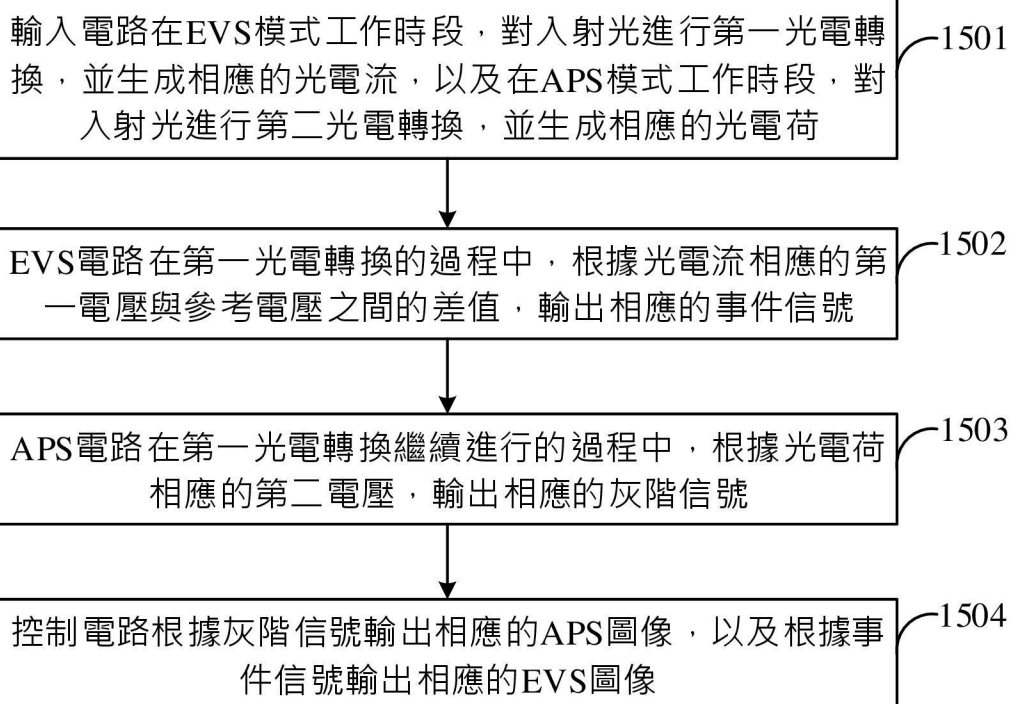 輸入電路在EVS模式工作時段，對入射光進行第一光電轉
換，並生成相應的光電流，以及在APS模式工作時段，對
入射光進行第二光電轉換，並生成相應的光電荷
1501
EVS電路在第一光電轉換的過程中，根據光電流相應的第
一電壓與參考電壓之間的差值，輸出相應的事件信號
1502
APS電路在第一光電轉換繼續進行的過程中，根據光電荷
相應的第二電壓，輸出相應的灰階信號
1503
控制電路根據灰階信號輸出相應的APS圖像，以及根據事
件信號輸出相應的EVS圖像
1504